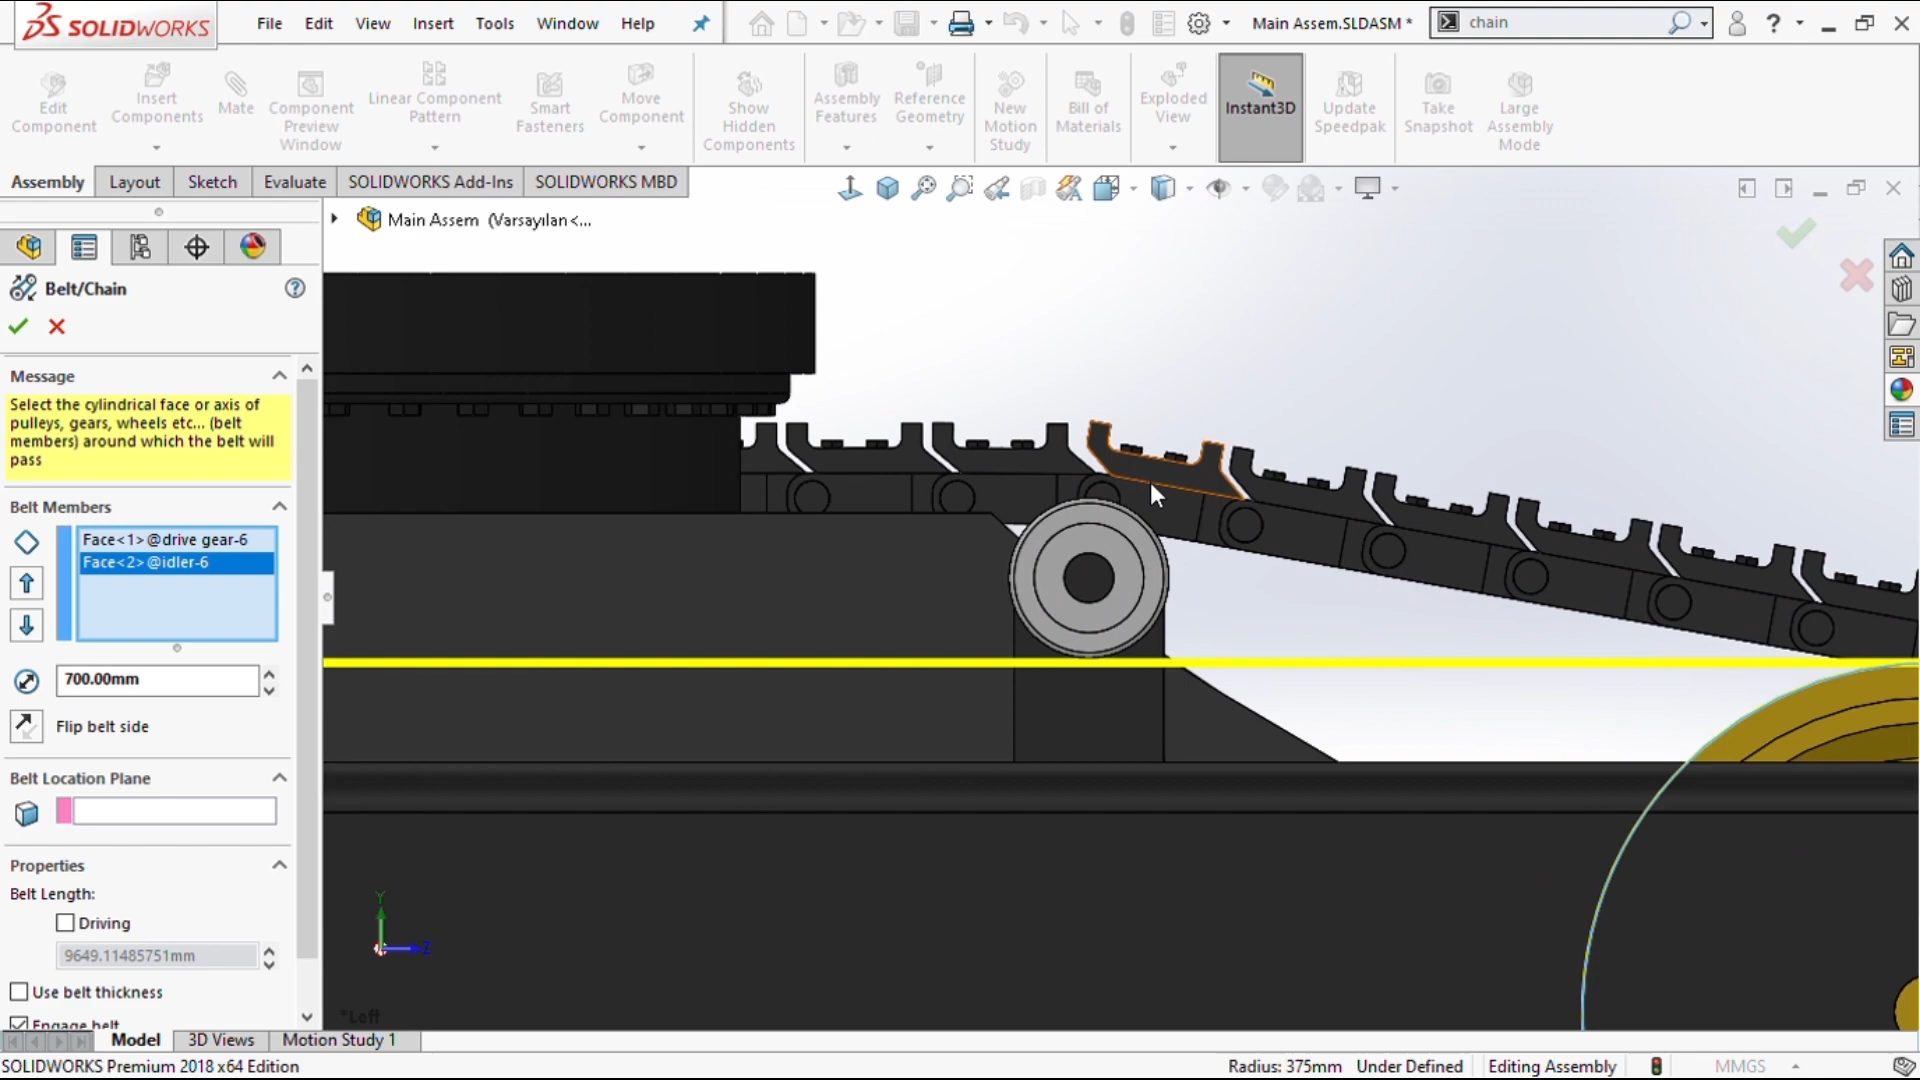 SOLIDWORKS
File Edit View Insert Tools Window Help
Main Assem.SLDASM *
chain
Edit Component
Insert Components
Mate
Component Preview Window
Linear Component Pattern
Smart Fasteners
Move Component
Show Hidden Components
Assembly Features
Reference Geometry
New Motion Study
Bill of Materials
Exploded View
Instant3D
Update Speedpak
Take Snapshot
Large Assembly Mode
Assembly Layout Sketch Evaluate SOLIDWORKS Add-Ins SOLIDWORKS MBD
Main Assem (Varsayılan<...
Belt/Chain
Message
Select the cylindrical face or axis of
pulleys, gears, wheels etc... (belt
members) around which the belt will
pass
Belt Members
Face<1>@drive gear-6
Face<2>@idler-6
700.00mm
Flip belt side
Belt Location Plane
Properties
Belt Length:
Driving
9649.11485751mm
Use belt thickness
Engage belt
Y
Z
*Left
Model 3D Views Motion Study 1
SOLIDWORKS Premium 2018 x64 Edition
Radius: 375mm Under Defined Editing Assembly MMGS